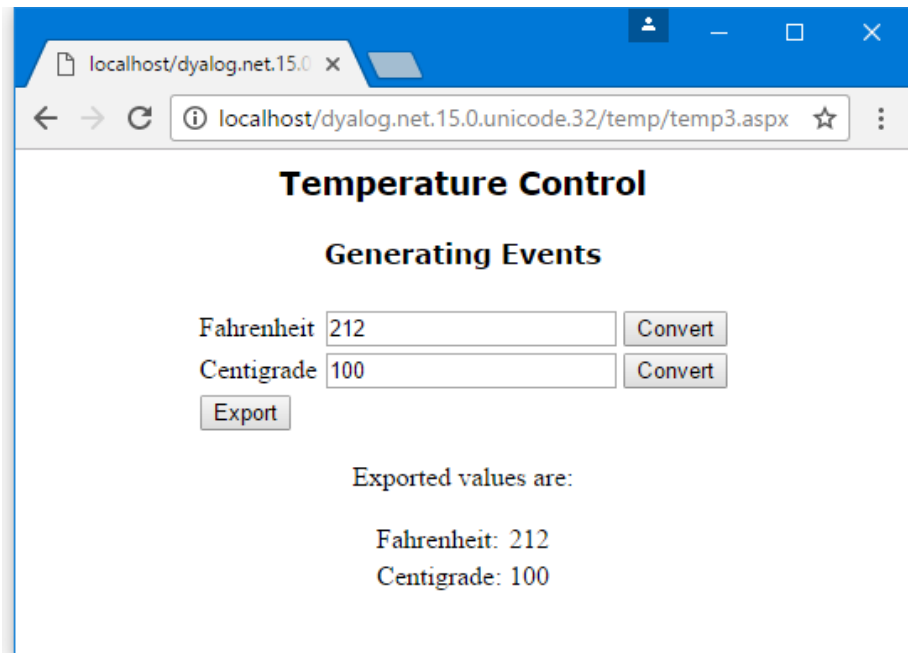 localhost/dyalog.net.15.0
localhost/dyalog.net.15.0.unicode.32/temp/temp3.aspx
Temperature Control
Generating Events
Fahrenheit 212 Convert
Centigrade 100 Convert
Export
Exported values are:
Fahrenheit: 212
Centigrade: 100